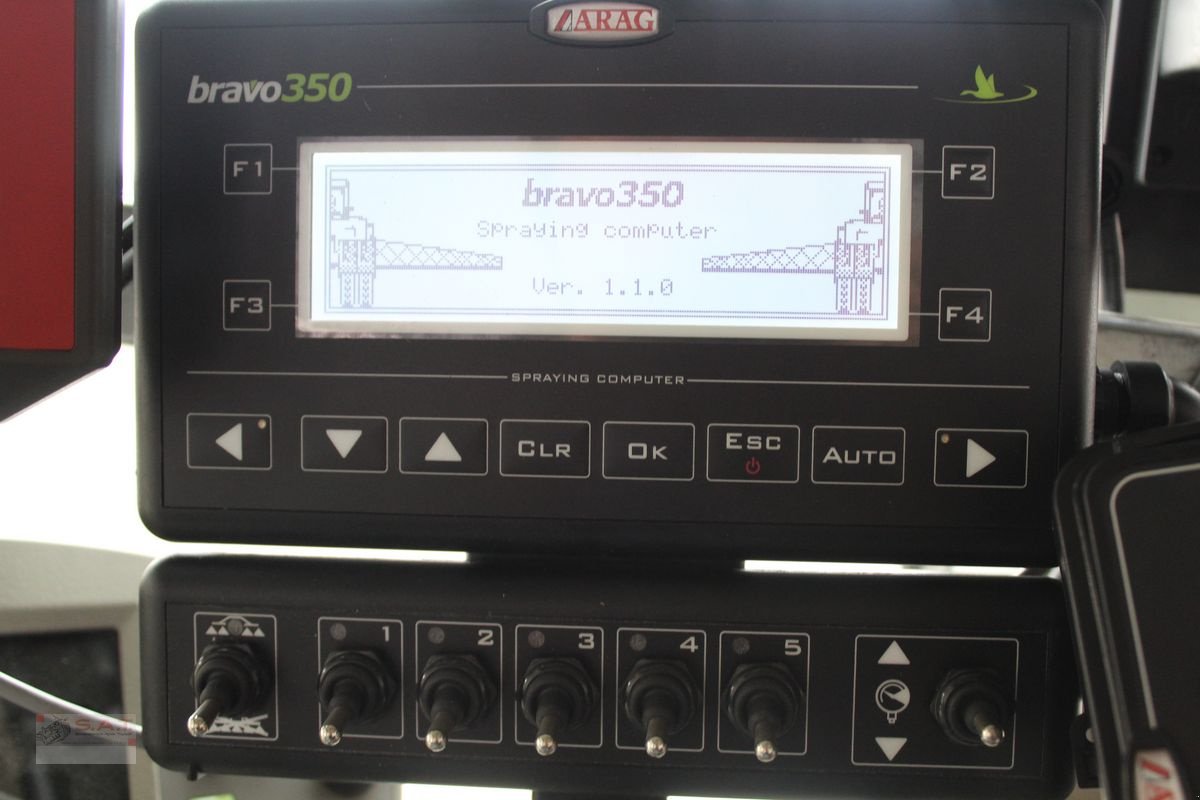 ARAG
bravo350
F1
F2
bravo350
Spraying computer
Ver. 1.1.0
F3
F4
SPRAYING COMPUTER
CLR
OK
ESC
AUTO
1
2
3
4
5
S.A.T
ARAG